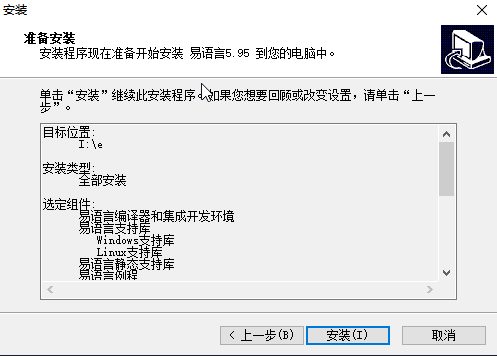 安装
准备安装
安装程序现在准备开始安装 易语言5.95 到您的电脑中。
单击“安装”继续此安装程序。如果您想要回顾或改变设置，请单击“上一
步”。
目标位置:
I:\e
安装类型:
全部安装
选定组件:
易语言编译器和集成开发环境
易语言支持库
Windows支持库
Linux支持库
易语言静态支持库
易语言例程
< 上一步(B)
安装(I)
取消